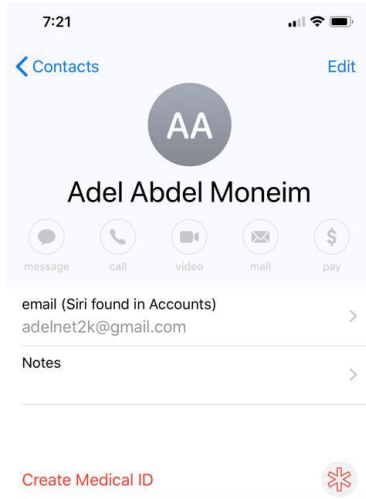 7:21
Contacts
Edit
AA
Adel Abdel Moneim
message call video mail pay
$
email (Siri found in Accounts)
adelnet2k@gmail.com
Notes
Create Medical ID